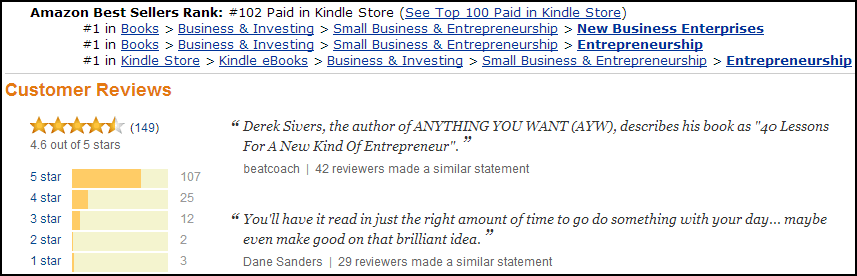 Amazon Best Sellers Rank: #102 Paid in Kindle Store (See Top 100 Paid in Kindle Store)
#1 in Books > Business & Investing > Small Business & Entrepreneurship > New Business Enterprises
#1 in Books > Business & Investing > Small Business & Entrepreneurship > Entrepreneurship
#1 in Kindle Store > Kindle eBooks > Business & Investing > Small Business & Entrepreneurship > Entrepreneurship
Customer Reviews
(149)
4.6 out of 5 stars
5 star 107
4 star 25
3 star 12
2 star 2
1 star 3
“ Derek Sivers, the author of ANYTHING YOU WANT (AYW), describes his book as "40 Lessons
For A New Kind Of Entrepreneur". ”
beatcoach | 42 reviewers made a similar statement
“ You'll have it read in just the right amount of time to go do something with your day... maybe
even make good on that brilliant idea. ”
Dane Sanders | 29 reviewers made a similar statement